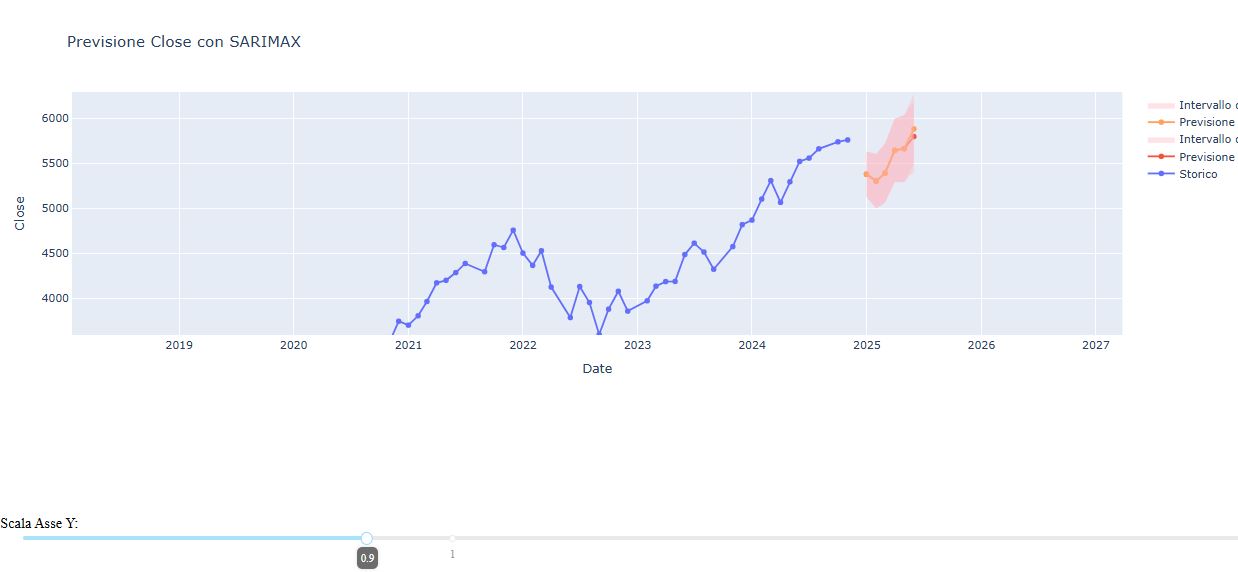 Previsione Close con SARIMAX
6000
5500
5000
4500
4000
Close
2019 2020 2021 2022 2023 2024 2025 2026 2027
Date
Intervallo
Previsione
Intervallo
Previsione
Storico
Scala Asse Y:
0.9
1